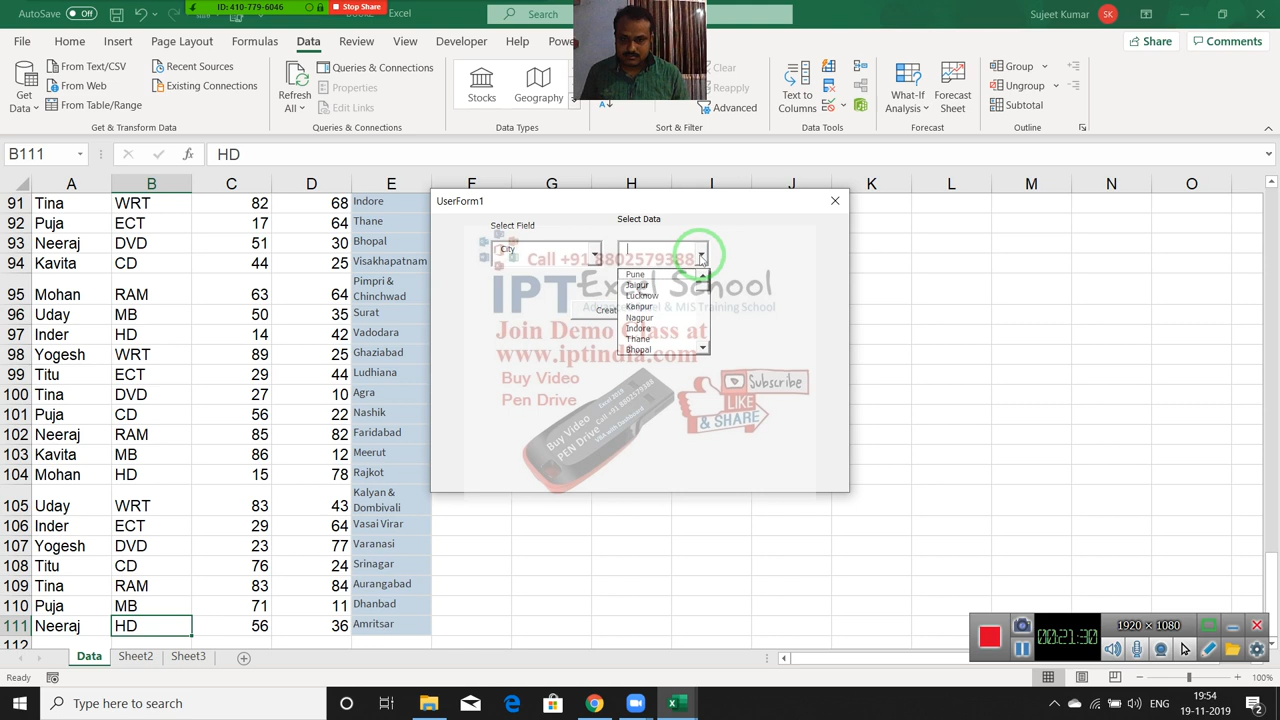 ID: 410-779-6046
Stop Share
AutoSave
Off
Excel
Search
Sujeet Kumar
SK
File
Home
Insert
Page Layout
Formulas
Data
Review
View
Developer
Help
Share
Comments
Get
Data
From Text/CSV
From Web
From Table/Range
Recent Sources
Existing Connections
Get & Transform Data
Refresh
All
Queries & Connections
Properties
Edit Links
Queries & Connections
Stocks
Geography
Data Types
Clear
Reapply
Advanced
Sort & Filter
Text to
Columns
Data Tools
What-If
Analysis
Forecast
Sheet
Forecast
Group
Ungroup
Subtotal
Outline
B111
fx
HD
A B C D E F G H I J K L M N O
91 Tina WRT 82 68 Indore
92 Puja ECT 17 64 Thane
93 Neeraj DVD 51 30 Bhopal
94 Kavita CD 44 25 Visakhapatnam
95 Mohan RAM 63 64 Pimpri & Chinchwad
96 Uday MB 50 35 Surat
97 Inder HD 14 42 Vadodara
98 Yogesh WRT 89 25 Ghaziabad
99 Titu ECT 29 44 Ludhiana
100 Tina DVD 27 10 Agra
101 Puja CD 56 22 Nashik
102 Neeraj RAM 85 82 Faridabad
103 Kavita MB 86 12 Meerut
104 Mohan HD 15 78 Rajkot
105 Uday WRT 83 43 Kalyan & Dombivali
106 Inder ECT 29 64 Vasai Virar
107 Yogesh DVD 23 77 Varanasi
108 Titu CD 76 24 Srinagar
109 Tina RAM 83 84 Aurangabad
110 Puja MB 71 11 Dhanbad
111 Neeraj HD 56 36 Amritsar
112
UserForm1
Select Field
Select Data
City
Pune
Jaipur
Lucknow
Kanpur
Nagpur
Indore
Thane
Bhopal
Call +91 8802579388
IPT Excel School
Join Demo Class at
www.iptindia.com
Buy Video
Pen Drive
Buy Video
PEN Drive
Subscribe
LIKE
& SHARE
Data
Sheet2
Sheet3
Ready
100%
00:21:30
1920 × 1080
Type here to search
ENG
19:54
19-11-2019
2